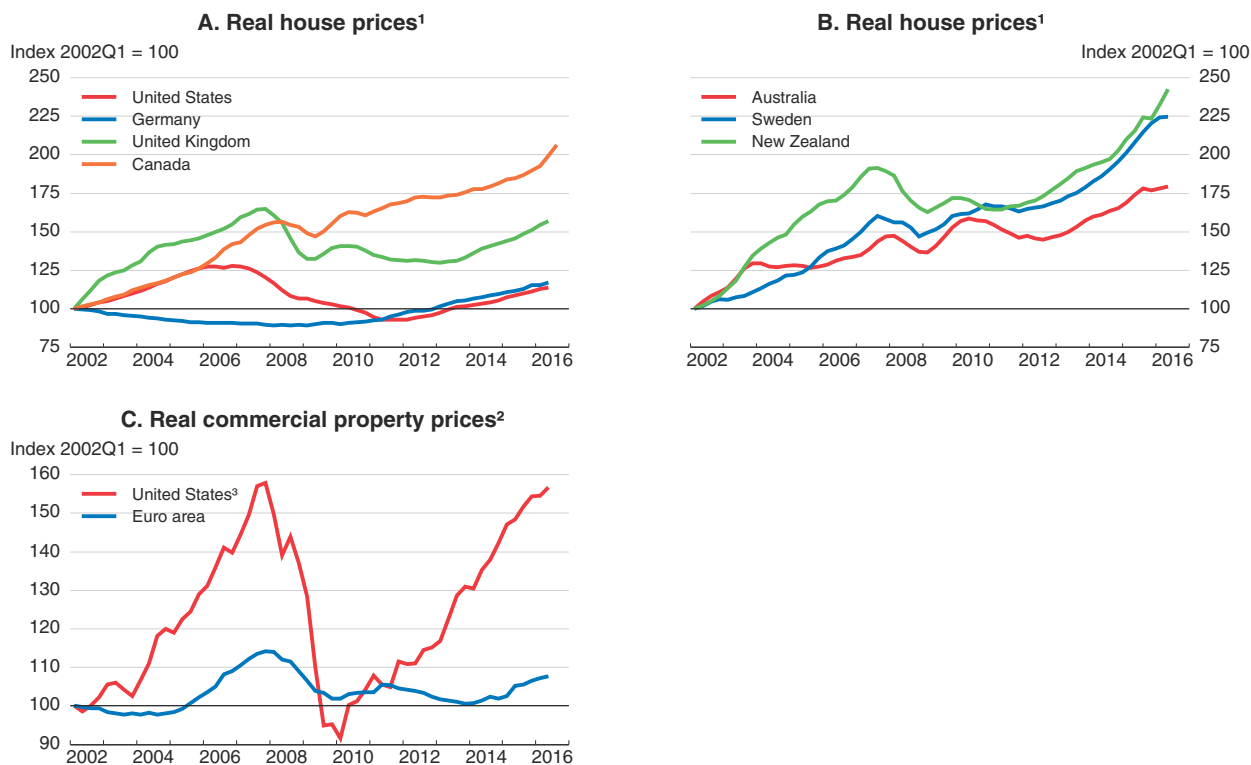 A. Real house prices¹
Index 2002Q1 = 100
250
225
200
175
150
125
100
75
United States
Germany
United Kingdom
Canada
2002 2004 2006 2008 2010 2012 2014 2016
B. Real house prices¹
Index 2002Q1 = 100
250
225
200
175
150
125
100
75
Australia
Sweden
New Zealand
2002 2004 2006 2008 2010 2012 2014 2016
C. Real commercial property prices²
Index 2002Q1 = 100
160
150
140
130
120
110
100
90
United States³
Euro area
2002 2004 2006 2008 2010 2012 2014 2016